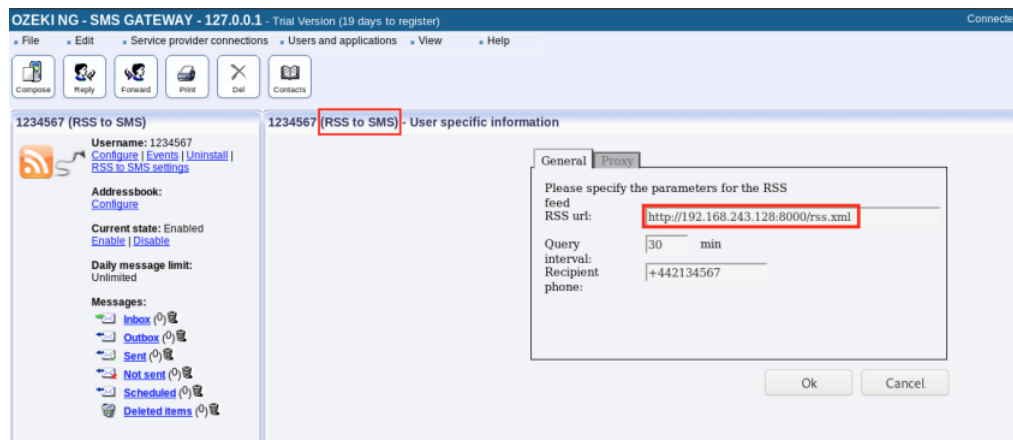 OZEKI NG - SMS GATEWAY - 127.0.0.1 - Trial Version (19 days to register)
Connecte
File Edit Service provider connections Users and applications View Help
Compose Reply Forward Print Del Contacts
1234567 (RSS to SMS)
Username: 1234567
Configure | Events | Uninstall |
RSS to SMS settings
Addressbook:
Configure
Current state: Enabled
Enable | Disable
Daily message limit:
Unlimited
Messages:
Inbox (0)
Outbox (0)
Sent (0)
Not sent (0)
Scheduled (0)
Deleted items (0)
1234567 (RSS to SMS) - User specific information
General Proxy
Please specify the parameters for the RSS
feed
RSS url: http://192.168.243.128:8000/rss.xml
Query 30 min
interval:
Recipient +442134567
phone:
Ok Cancel